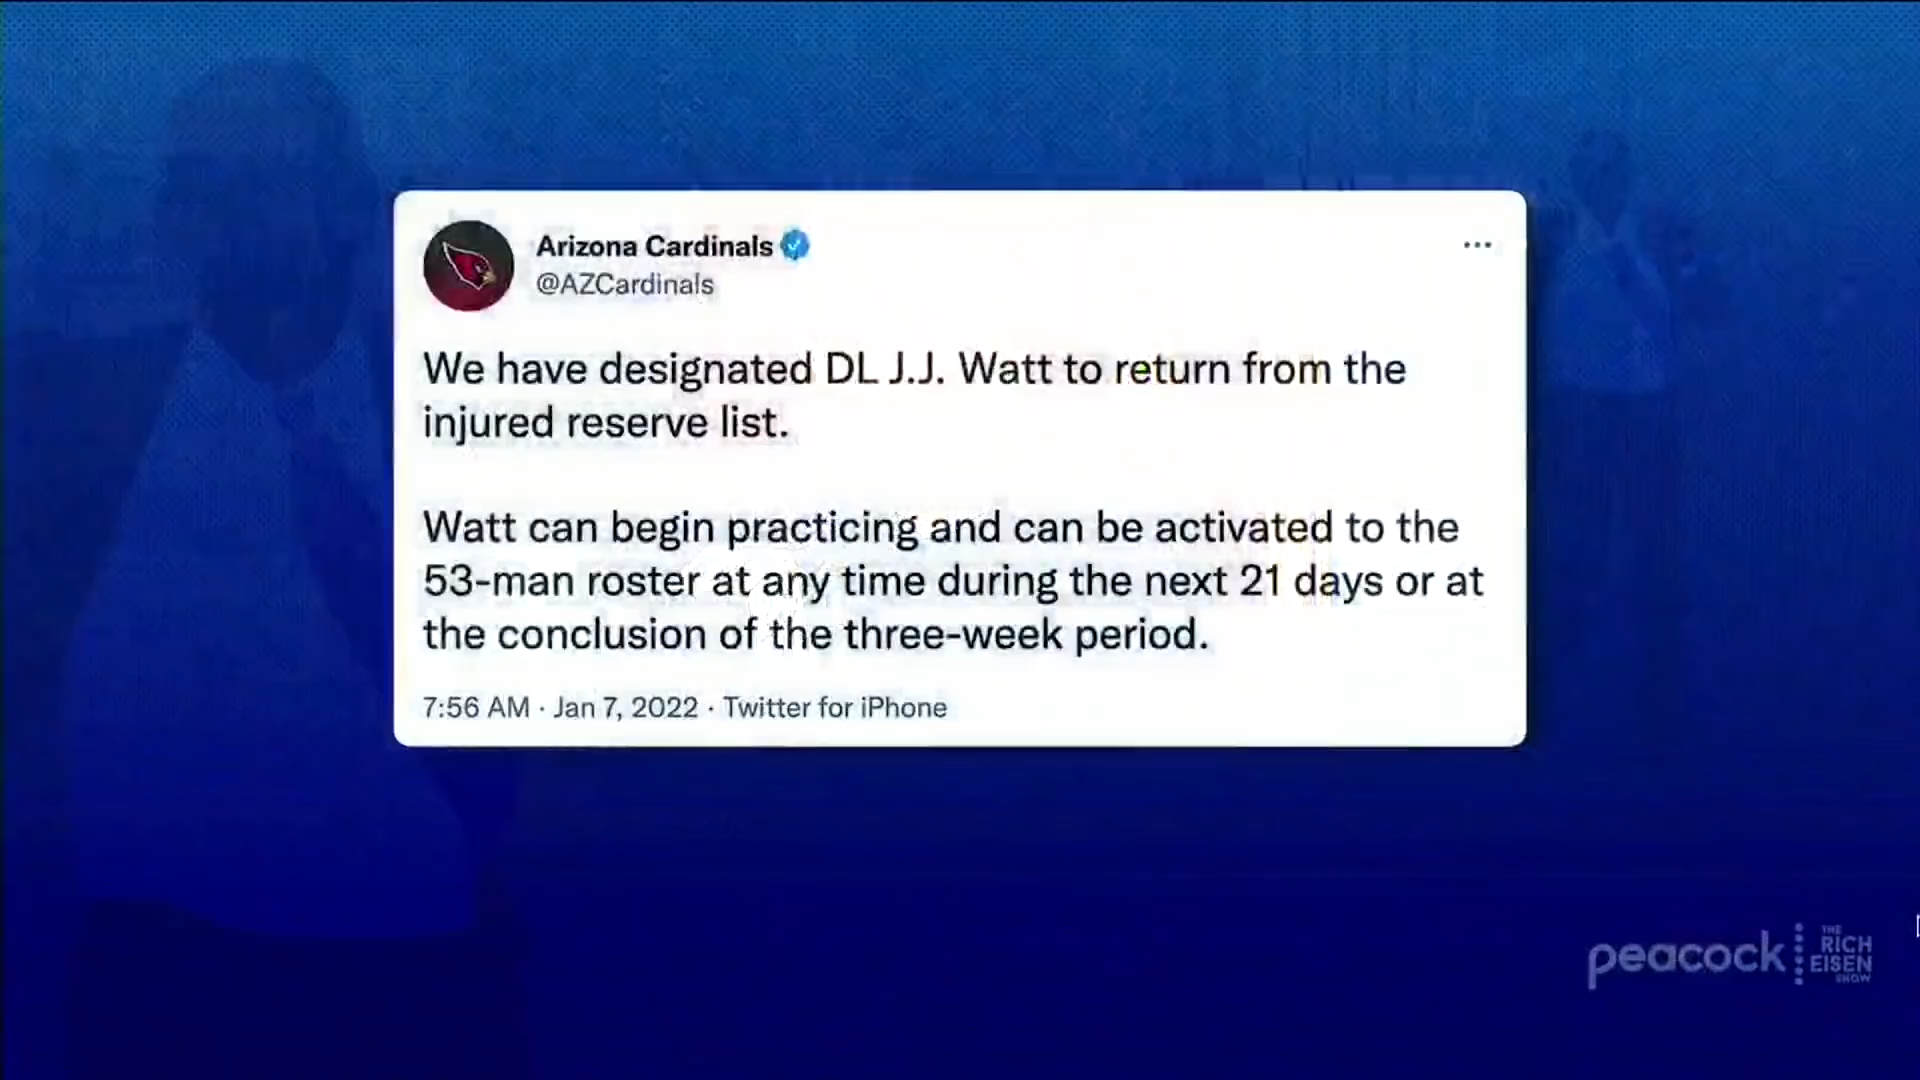 Arizona Cardinals
@AZCardinals
We have designated DL J.J. Watt to return from the
injured reserve list.
Watt can begin practicing and can be activated to the
53-man roster at any time during the next 21 days or at
the conclusion of the three-week period.
7:56 AM · Jan 7, 2022 · Twitter for iPhone
peacock
THE
RICH
EISEN
SHOW